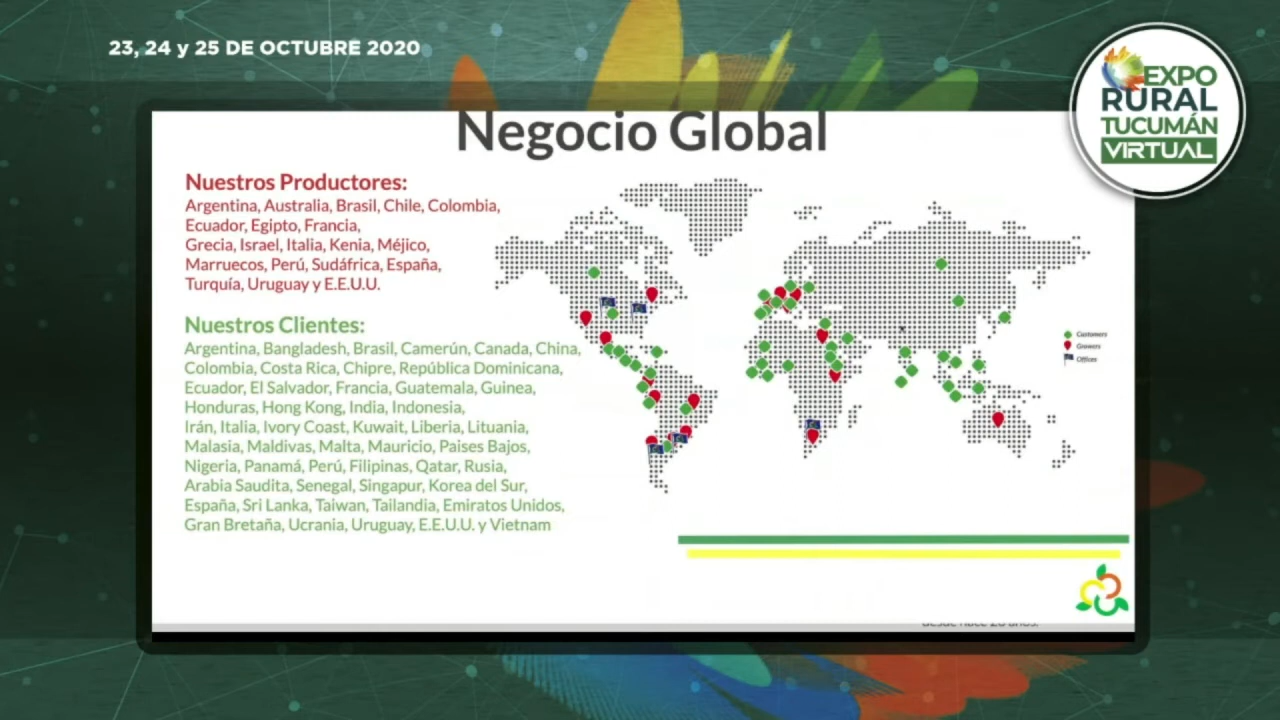 23, 24 y 25 DE OCTUBRE 2020
EXPO
RURAL
TUCUMÁN
VIRTUAL
Negocio Global
Nuestros Productores:
Argentina, Australia, Brasil, Chile, Colombia,
Ecuador, Egipto, Francia,
Grecia, Israel, Italia, Kenia, Méjico,
Marruecos, Perú, Sudáfrica, España,
Turquía, Uruguay y E.E.U.U.
Nuestros Clientes:
Argentina, Bangladesh, Brasil, Camerún, Canada, China,
Colombia, Costa Rica, Chipre, República Dominicana,
Ecuador, El Salvador, Francia, Guatemala, Guinea,
Honduras, Hong Kong, India, Indonesia,
Irán, Italia, Ivory Coast, Kuwait, Liberia, Lituania,
Malasia, Maldivas, Malta, Mauricio, Paises Bajos,
Nigeria, Panamá, Perú, Filipinas, Qatar, Rusia,
Arabia Saudita, Senegal, Singapur, Korea del Sur,
España, Sri Lanka, Taiwan, Tailandia, Emiratos Unidos,
Gran Bretaña, Ucrania, Uruguay, E.E.U.U. y Vietnam
Customers
Growers
Offices